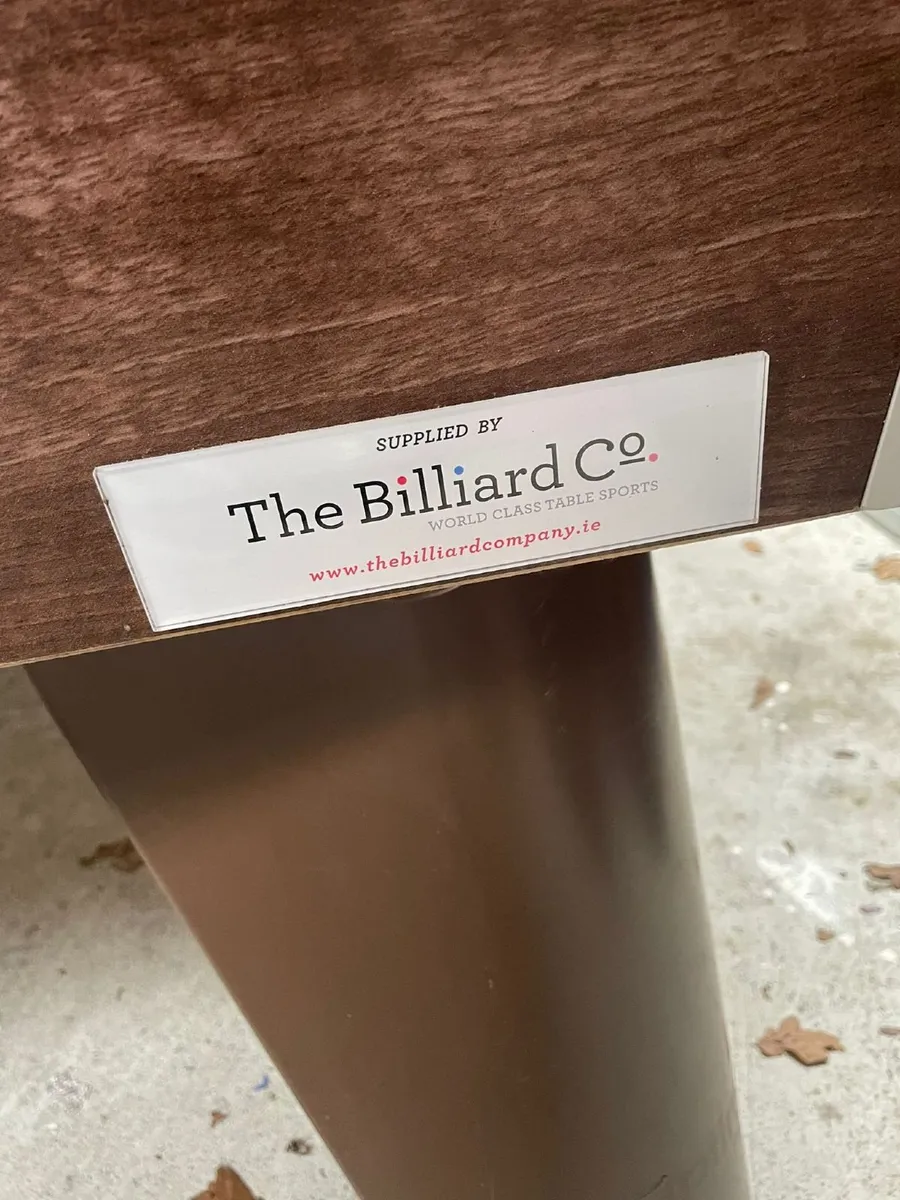 SUPPLIED BY
The Billiard Co.
WORLD CLASS TABLE SPORTS
www.thebilliardcompany.ie